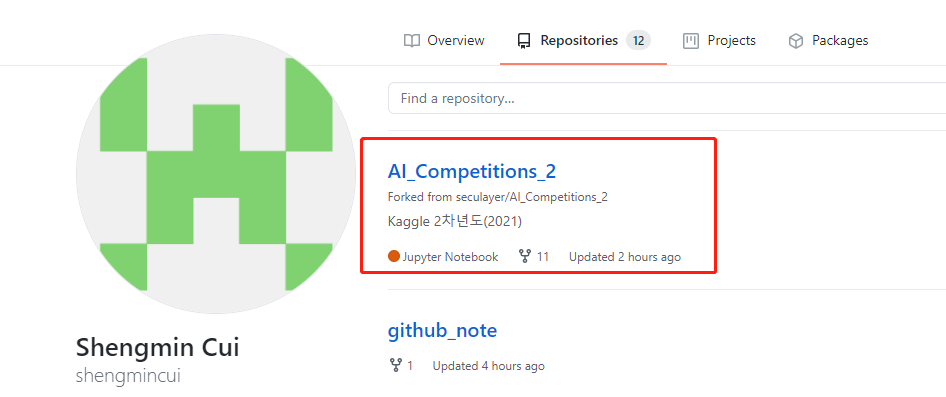 Overview Repositories 12 Projects Packages
Find a repository...
AI_Competitions_2
Forked from seculayer/AI_Competitions_2
Kaggle 2차년도(2021)
Jupyter Notebook 11 Updated 2 hours ago
github_note
1 Updated 4 hours ago
Shengmin Cui
shengmincui